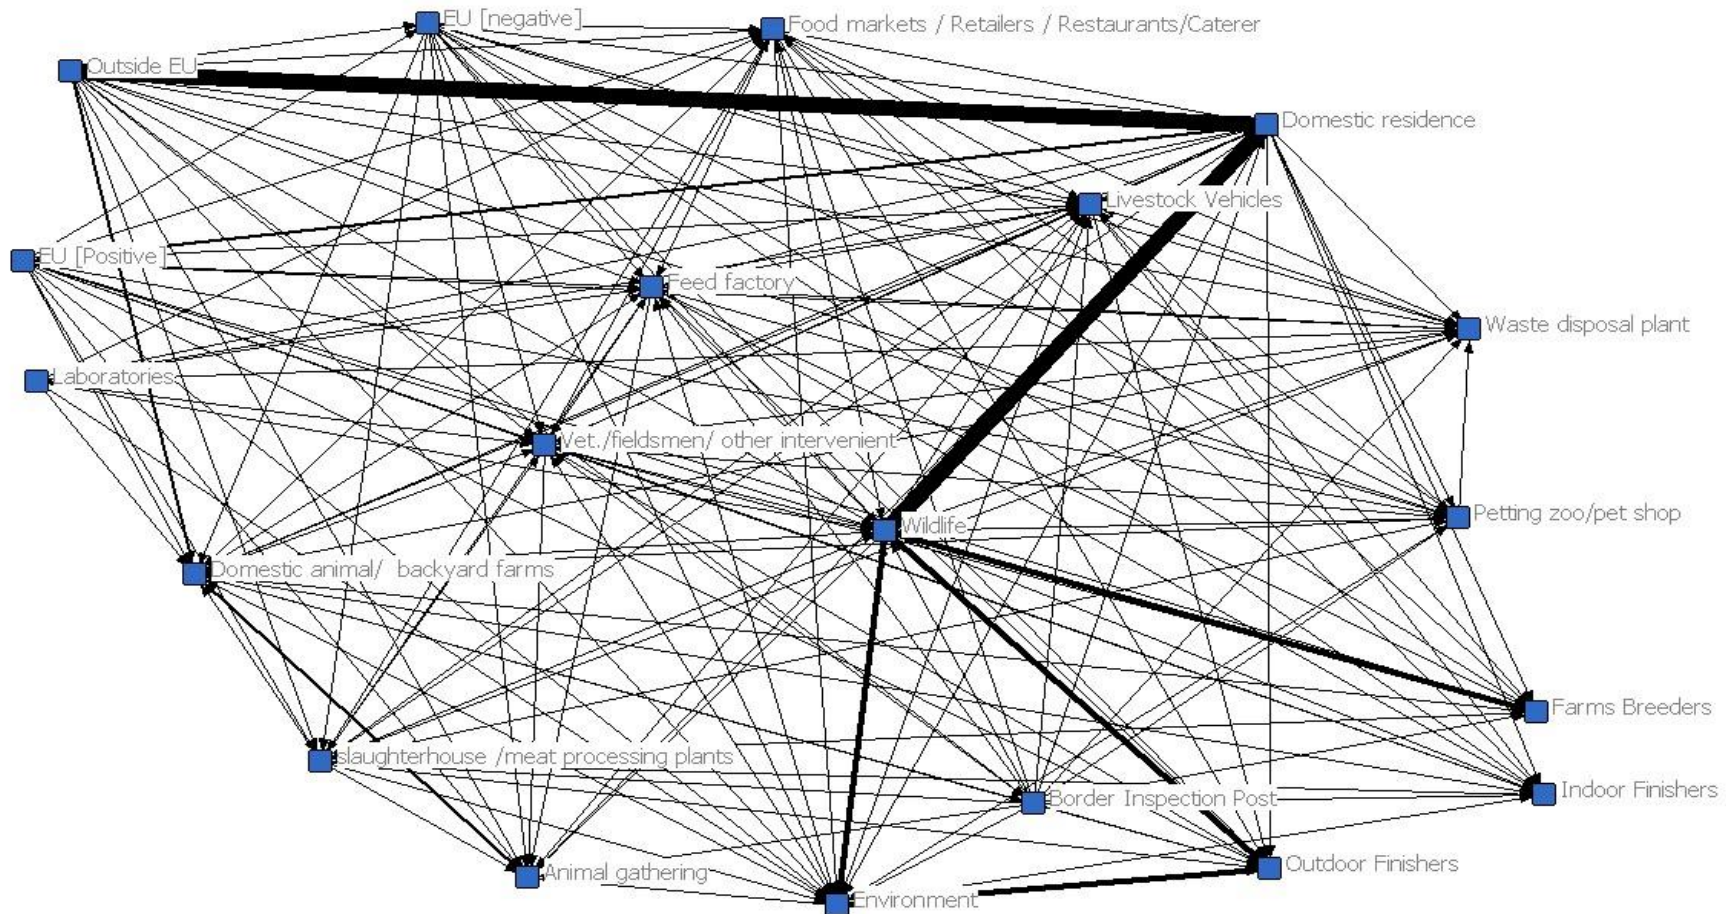 EU [negative]
Food markets / Retailers / Restaurants/Caterer
Outside EU
Domestic residence
Livestock Vehicles
EU [Positive]
Feed factory
Waste disposal plant
Laboratories
Vet./fieldsmen/ other intervenient
Petting zoo/pet shop
Wildlife
Domestic animal/ backyard farms
Farms Breeders
slaughterhouse /meat processing plants
Indoor Finishers
Border Inspection Post
Outdoor Finishers
Animal gathering
Environment